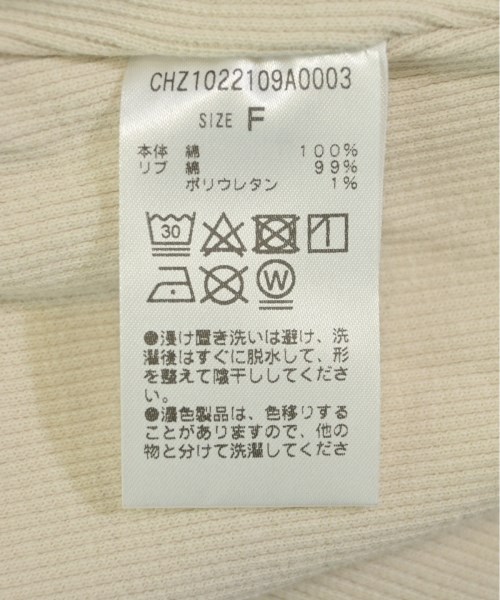 CHZ1022109A0003
SIZE F
本体 綿 100%
リブ 綿 99%
ポリウレタン 1%
30
W
●浸け置き洗いは避け、洗
濯後はすぐに脱水して、形
を整えて陰干ししてくださ
い。
●濃色製品は、色移りする
ことがありますので、他の
物と分けて洗濯してくださ